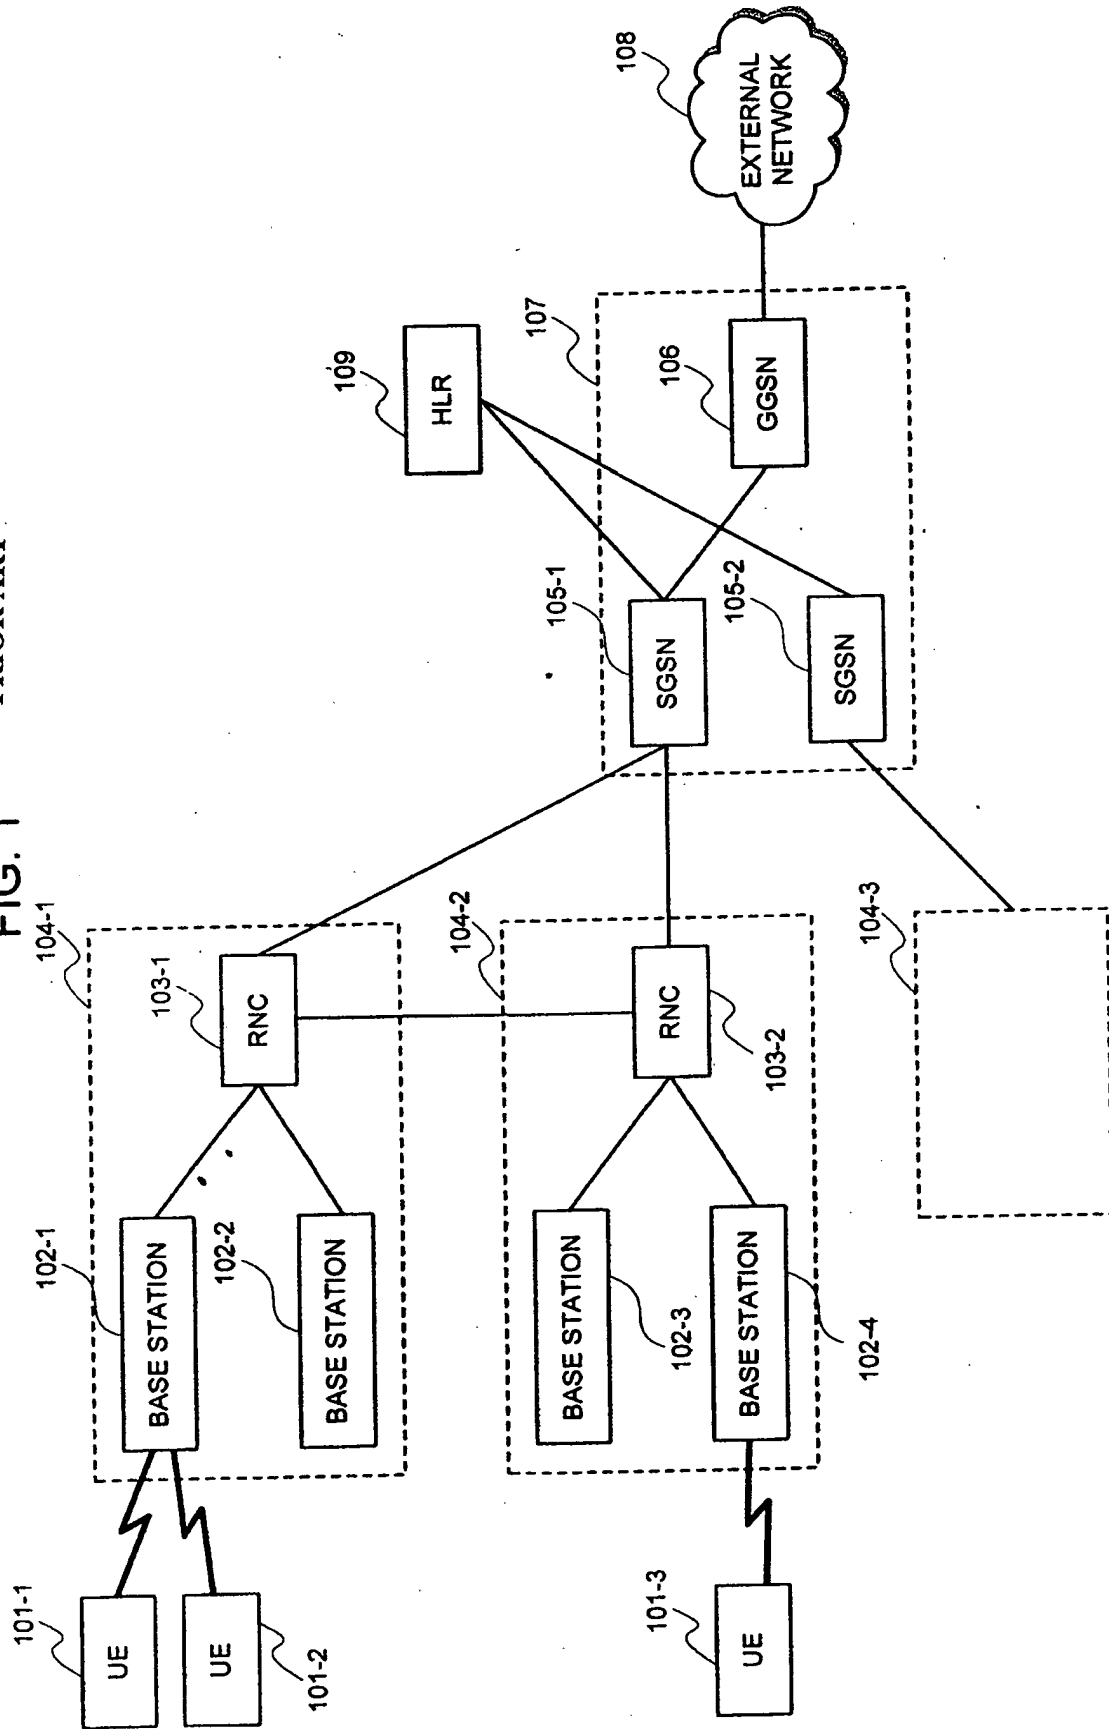 FIG. 1
104-1
103-1
RNC
102-1
BASE STATION
102-2
BASE STATION
101-1
UE
UE
101-2
104-2
RNC
103-2
BASE STATION
102-3
BASE STATION
102-4
101-3
UE
104-3
109
HLR
107
105-1
SGSN
105-2
SGSN
106
GGSN
108
EXTERNAL
NETWORK